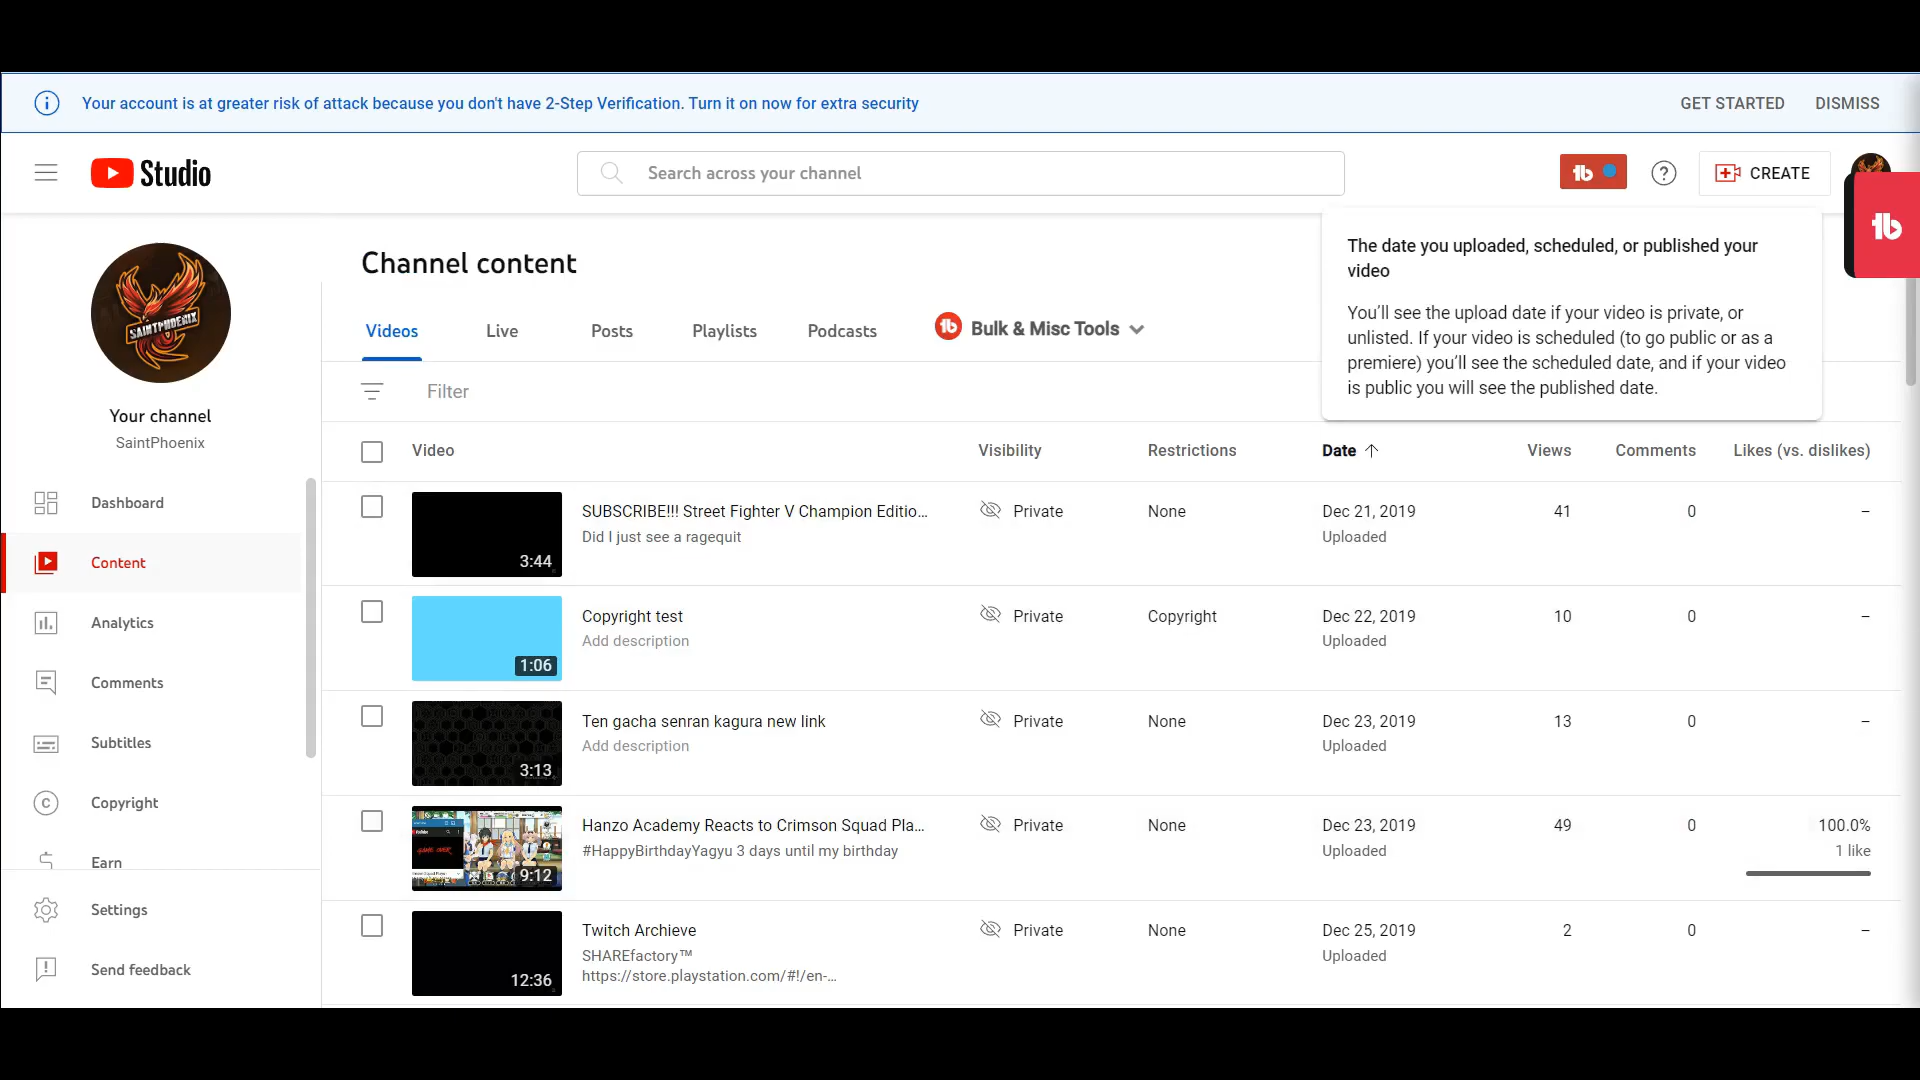 Your account is at greater risk of attack because you don't have 2-Step Verification. Turn it on now for extra security
GET STARTED
DISMISS
Studio
Search across your channel
CREATE
The date you uploaded, scheduled, or published your
video
You'll see the upload date if your video is private, or
unlisted. If your video is scheduled (to go public or as a
premiere) you'll see the scheduled date, and if your video
is public you will see the published date.
SAINTPHOENIX
Your channel
SaintPhoenix
Dashboard
Content
Analytics
Comments
Subtitles
Copyright
Earn
Settings
Send feedback
Channel content
Videos
Live
Posts
Playlists
Podcasts
Bulk & Misc Tools
Filter
Video
Visibility
Restrictions
Date
Views
Comments
Likes (vs. dislikes)
3:44
SUBSCRIBE!!! Street Fighter V Champion Editio...
Did I just see a ragequit
Private
None
Dec 21, 2019
Uploaded
41
0
–
1:06
Copyright test
Add description
Private
Copyright
Dec 22, 2019
Uploaded
10
0
–
3:13
Ten gacha senran kagura new link
Add description
Private
None
Dec 23, 2019
Uploaded
13
0
–
GAME OVER
9:12
Hanzo Academy Reacts to Crimson Squad Pla...
#HappyBirthdayYagyu 3 days until my birthday
Private
None
Dec 23, 2019
Uploaded
49
0
100.0%
1 like
12:36
Twitch Archieve
SHAREfactory™
https://store.playstation.com/#!/en-...
Private
None
Dec 25, 2019
Uploaded
2
0
–